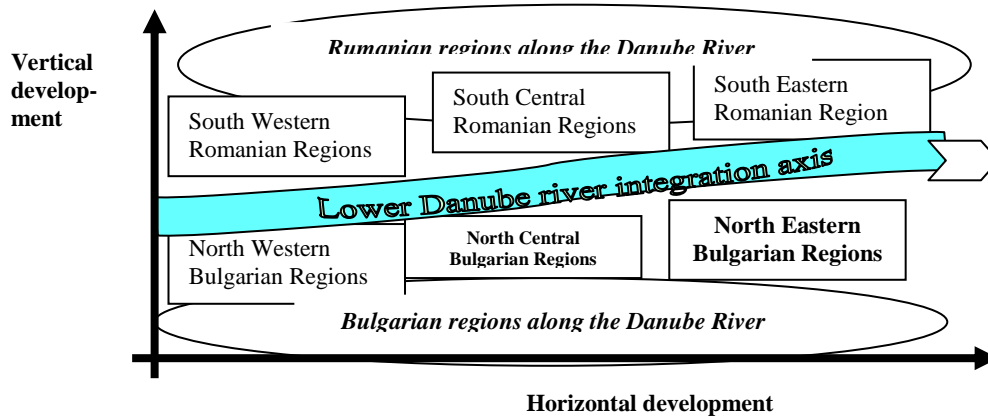 Rumanian regions along the Danube River
Vertical
develop-
ment
South Western
Romanian Regions
South Central
Romanian Regions
South Eastern
Romanian Region
Lower Danube river integration axis
North Western
Bulgarian Regions
North Central
Bulgarian Regions
North Eastern
Bulgarian Regions
Bulgarian regions along the Danube River
Horizontal development